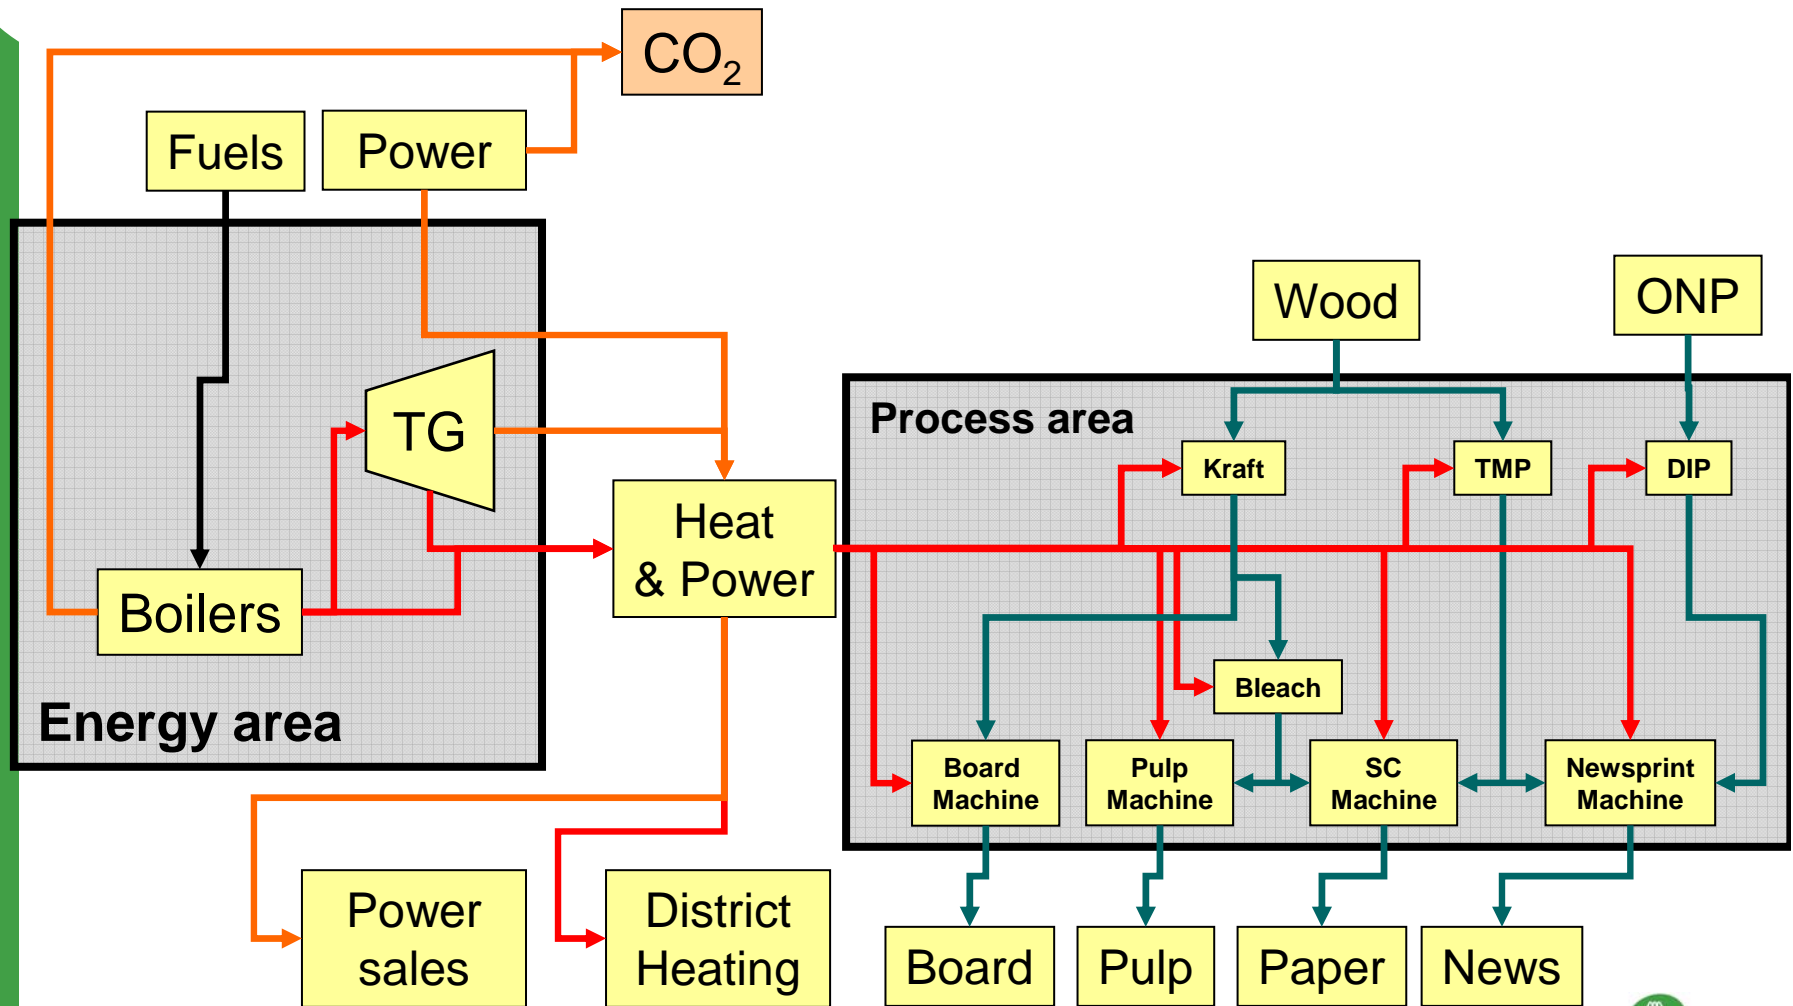 CO₂
Fuels
Power
Wood
ONP
TG
Process area
Kraft
TMP
DIP
Heat
& Power
Boilers
Bleach
Energy area
Board
Machine
Pulp
Machine
SC
Machine
Newsprint
Machine
Power
sales
District
Heating
Board
Pulp
Paper
News